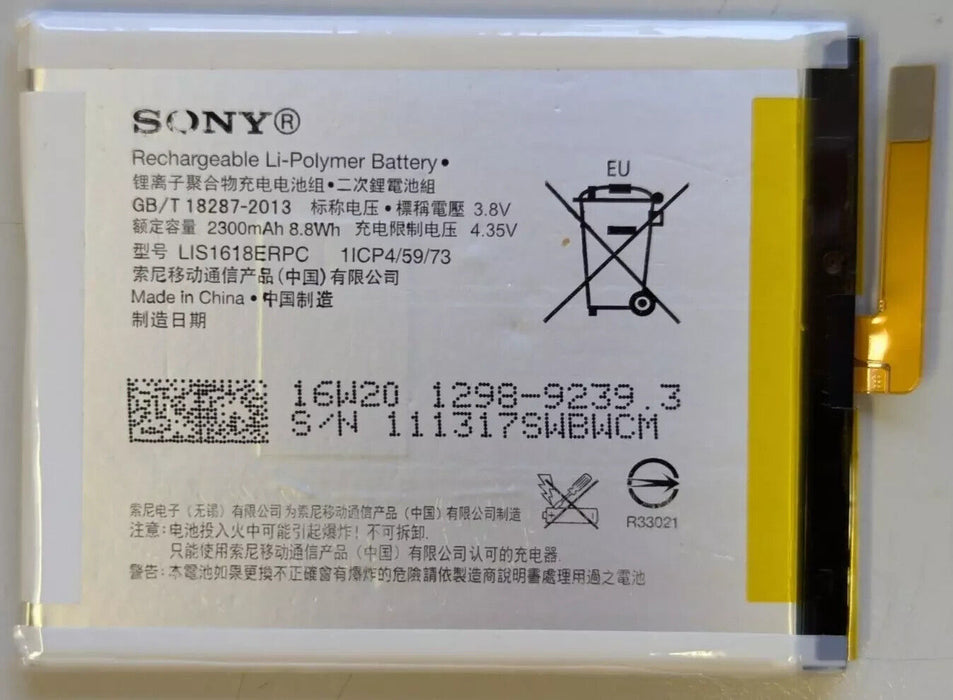 SONY®
Rechargeable Li-Polymer Battery •
锂离子聚合物充电电池组•二次鋰電池組
GB/T 18287-2013 标称电压•標稱電壓 3.8V
额定容量 2300mAh 8.8Wh 充电限制电压 4.35V
型号 LIS1618ERPC 1ICP4/59/73
索尼移动通信产品(中国)有限公司
Made in China • 中国制造
制造日期
EU
16W20 1298-9239.3
S/N 111317SWBWCM
R33021
索尼电子（无锡）有限公司为索尼移动通信产品（中国）有限公司制造
注意:电池投入火中可能引起爆炸！不可拆卸.
只能使用索尼移动通信产品（中国）有限公司认可的充电器.
警告:本電池如果更換不正確會有爆炸的危險請依製造商說明書處理用過之電池